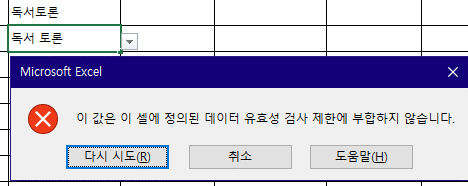 독서토론
독서 토론
Microsoft Excel
이 값은 이 셀에 정의된 데이터 유효성 검사 제한에 부합하지 않습니다.
다시 시도(R) 취소 도움말(H)